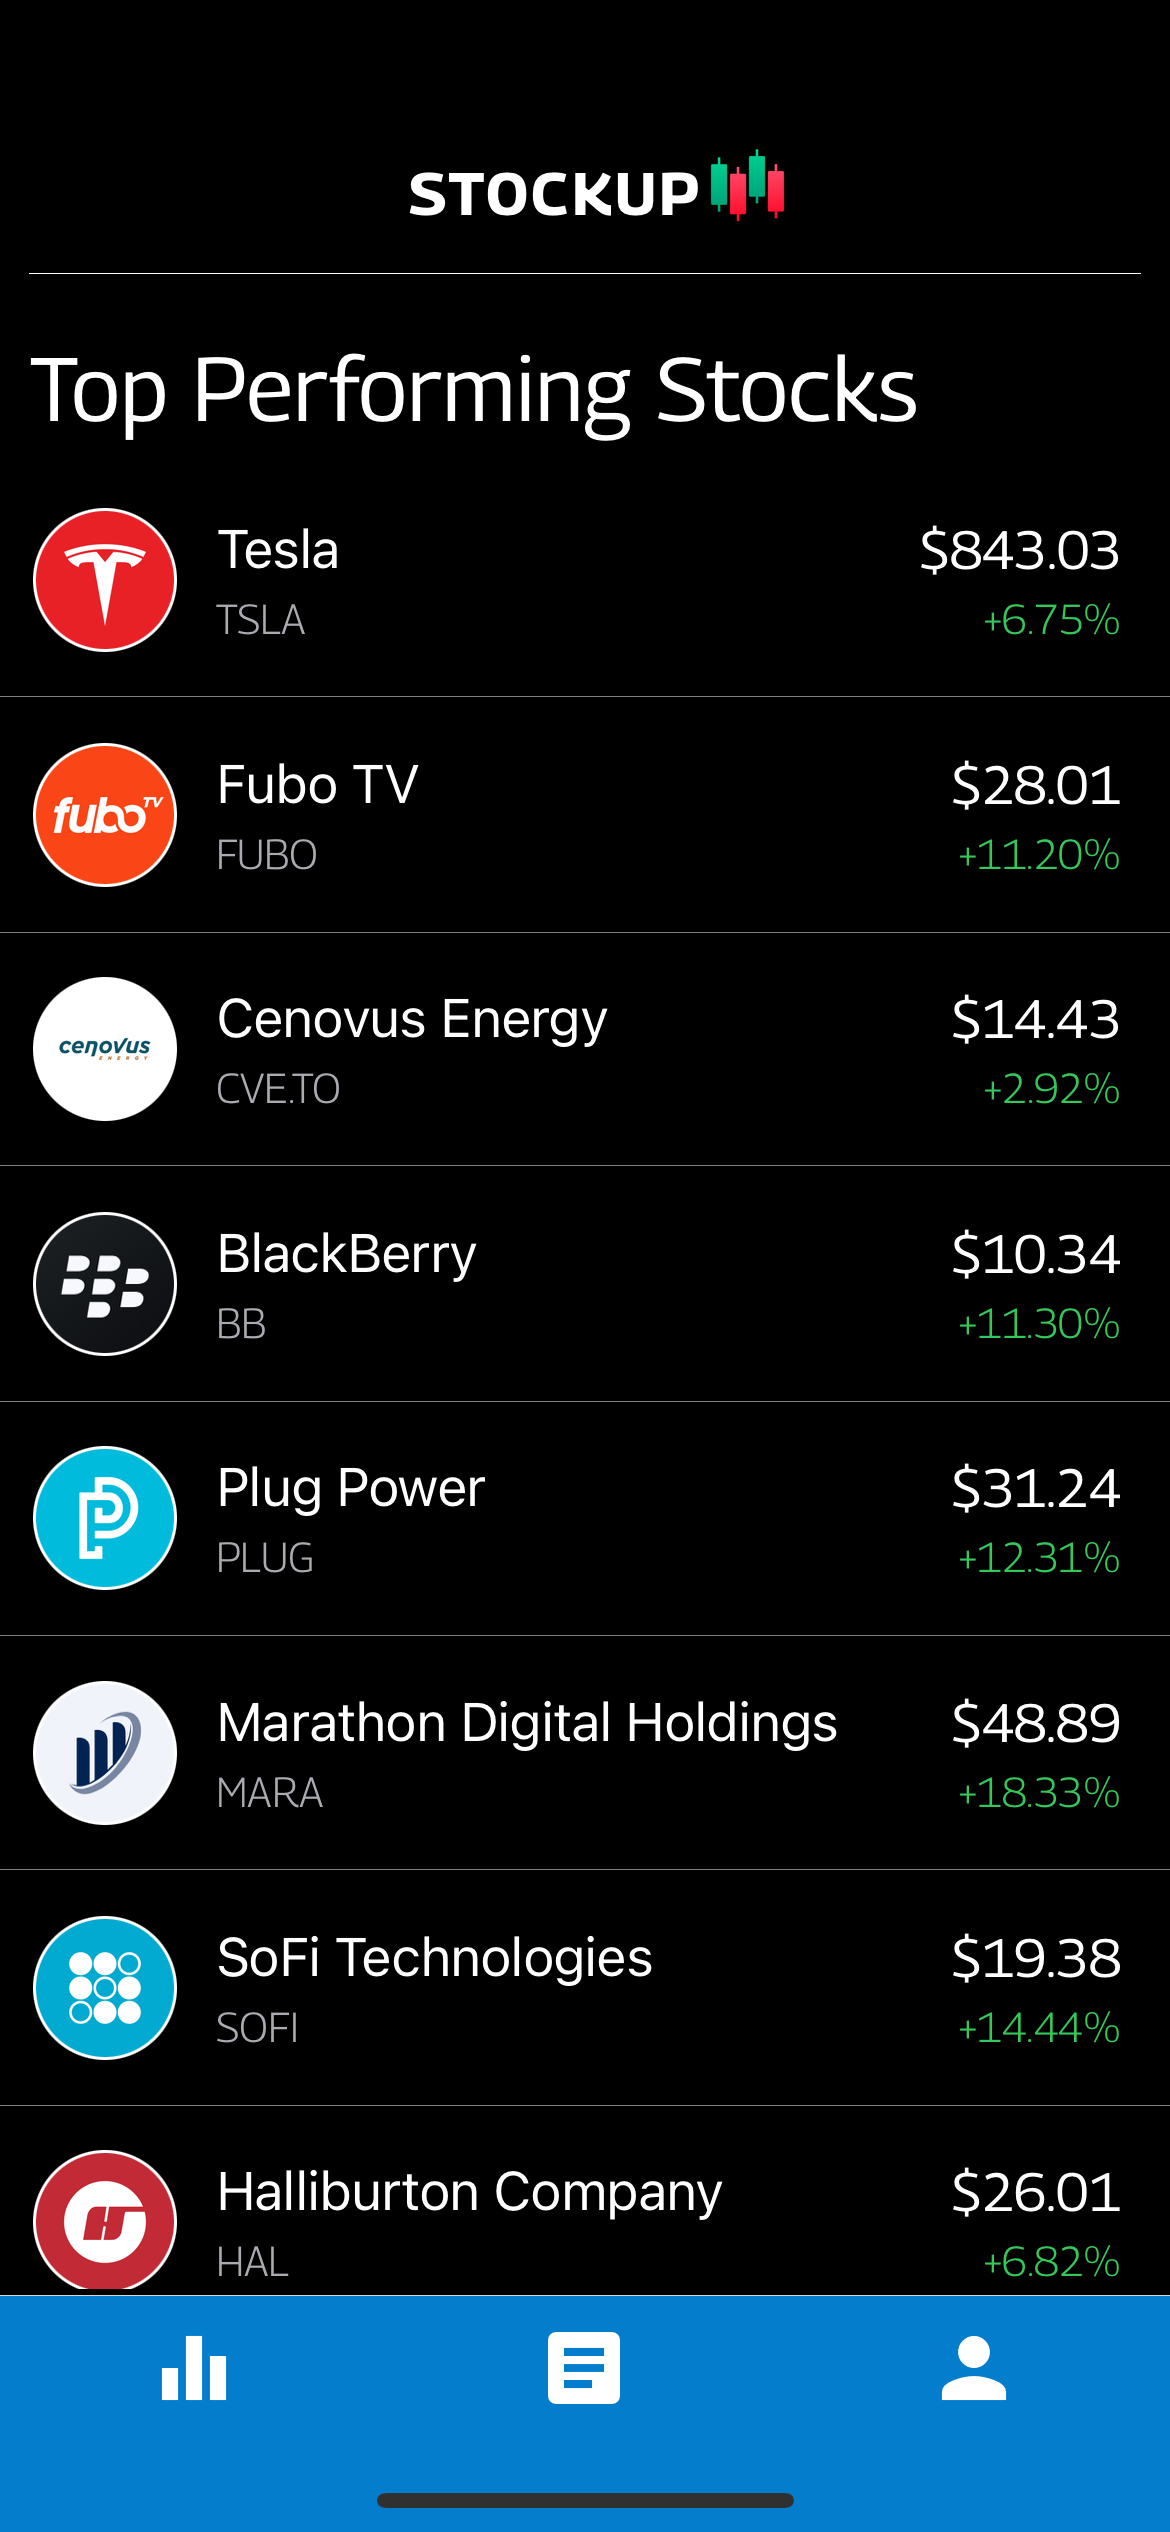 STOCKUP
Top Performing Stocks
Tesla
$843.03
TSLA
+6.75%
fuboTV
Fubo TV
$28.01
FUBO
+11.20%
cenovus
ENERGY
Cenovus Energy
$14.43
CVE.TO
+2.92%
BlackBerry
$10.34
BB
+11.30%
Plug Power
$31.24
PLUG
+12.31%
Marathon Digital Holdings
$48.89
MARA
+18.33%
SoFi Technologies
$19.38
SOFI
+14.44%
Halliburton Company
$26.01
HAL
+6.82%